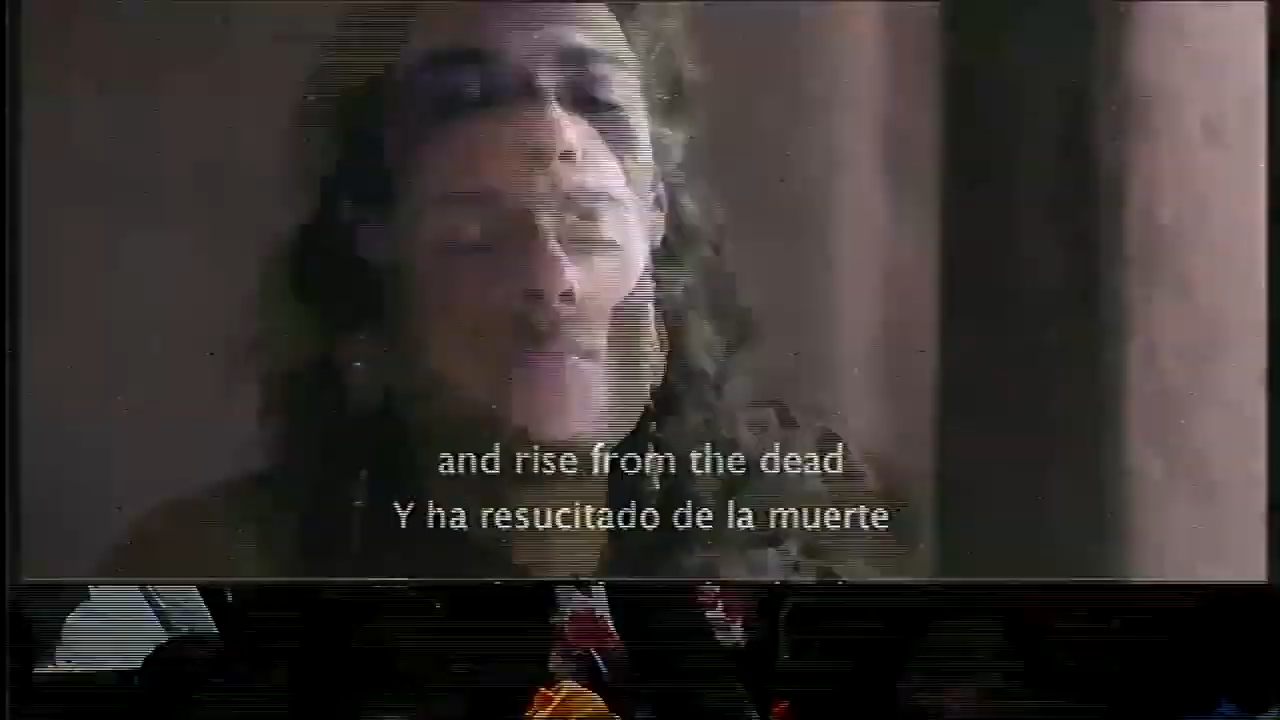 and rise from the dead
Y ha resucitado de la muerte